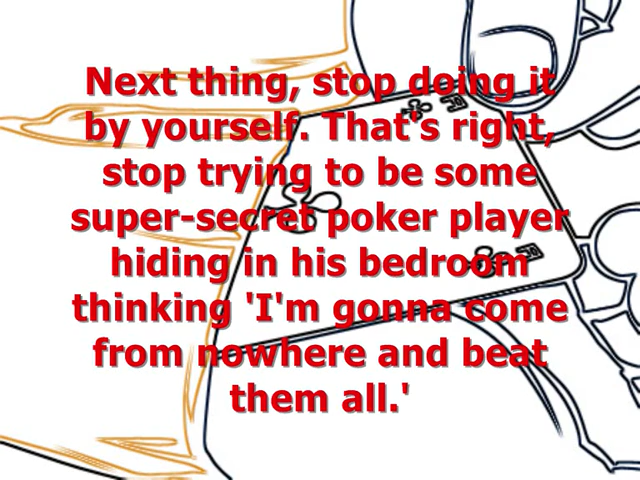 Next thing, stop doing it
by yourself. That's right,
stop trying to be some
super-secret poker player
hiding in his bedroom
thinking 'I'm gonna come
from nowhere and beat
them all.'